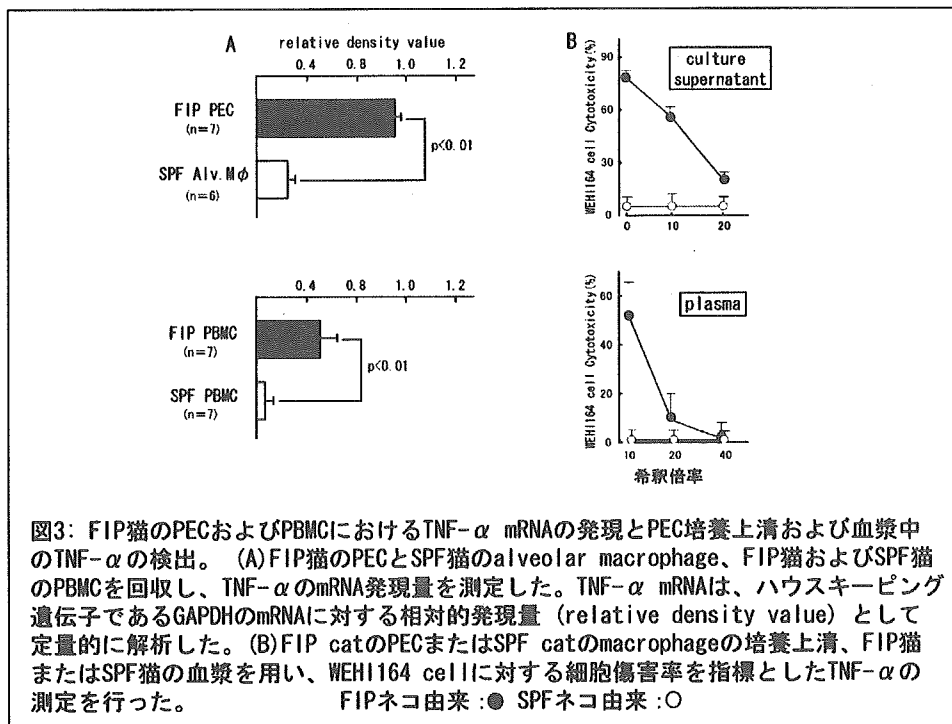 A
relative density value
0.4 0.8 1.0 1.2
FIP PEC
(n=7)
SPF Alv.Mφ
(n=6)
p<0.01
0.4 0.8 1.0 1.2
FIP PBMC
(n=7)
SPF PBMC
(n=7)
p<0.01
B
culture
supernatant
WEHI164 cell Cytotoxicity(%)
90
60
30
0
0 10 20
plasma
WEHI164 cell Cytotoxicity(%)
60
40
20
0
10 20 40
希釈倍率
図3: FIP猫のPECおよびPBMCにおけるTNF-α mRNAの発現とPEC培養上清および血漿中
のTNF-αの検出。 (A)FIP猫のPECとSPF猫のalveolar macrophage、FIP猫およびSPF猫
のPBMCを回収し、TNF-αのmRNA発現量を測定した。TNF-α mRNAは、ハウスキーピング
遺伝子であるGAPDHのmRNAに対する相対的発現量 (relative density value) として
定量的に解析した。(B)FIP catのPECまたはSPF catのmacrophageの培養上清、FIP猫
またはSPF猫の血漿を用い、WEHI164 cellに対する細胞傷害率を指標としたTNF-αの
測定を行った。 FIPネコ由来 :● SPFネコ由来 :○